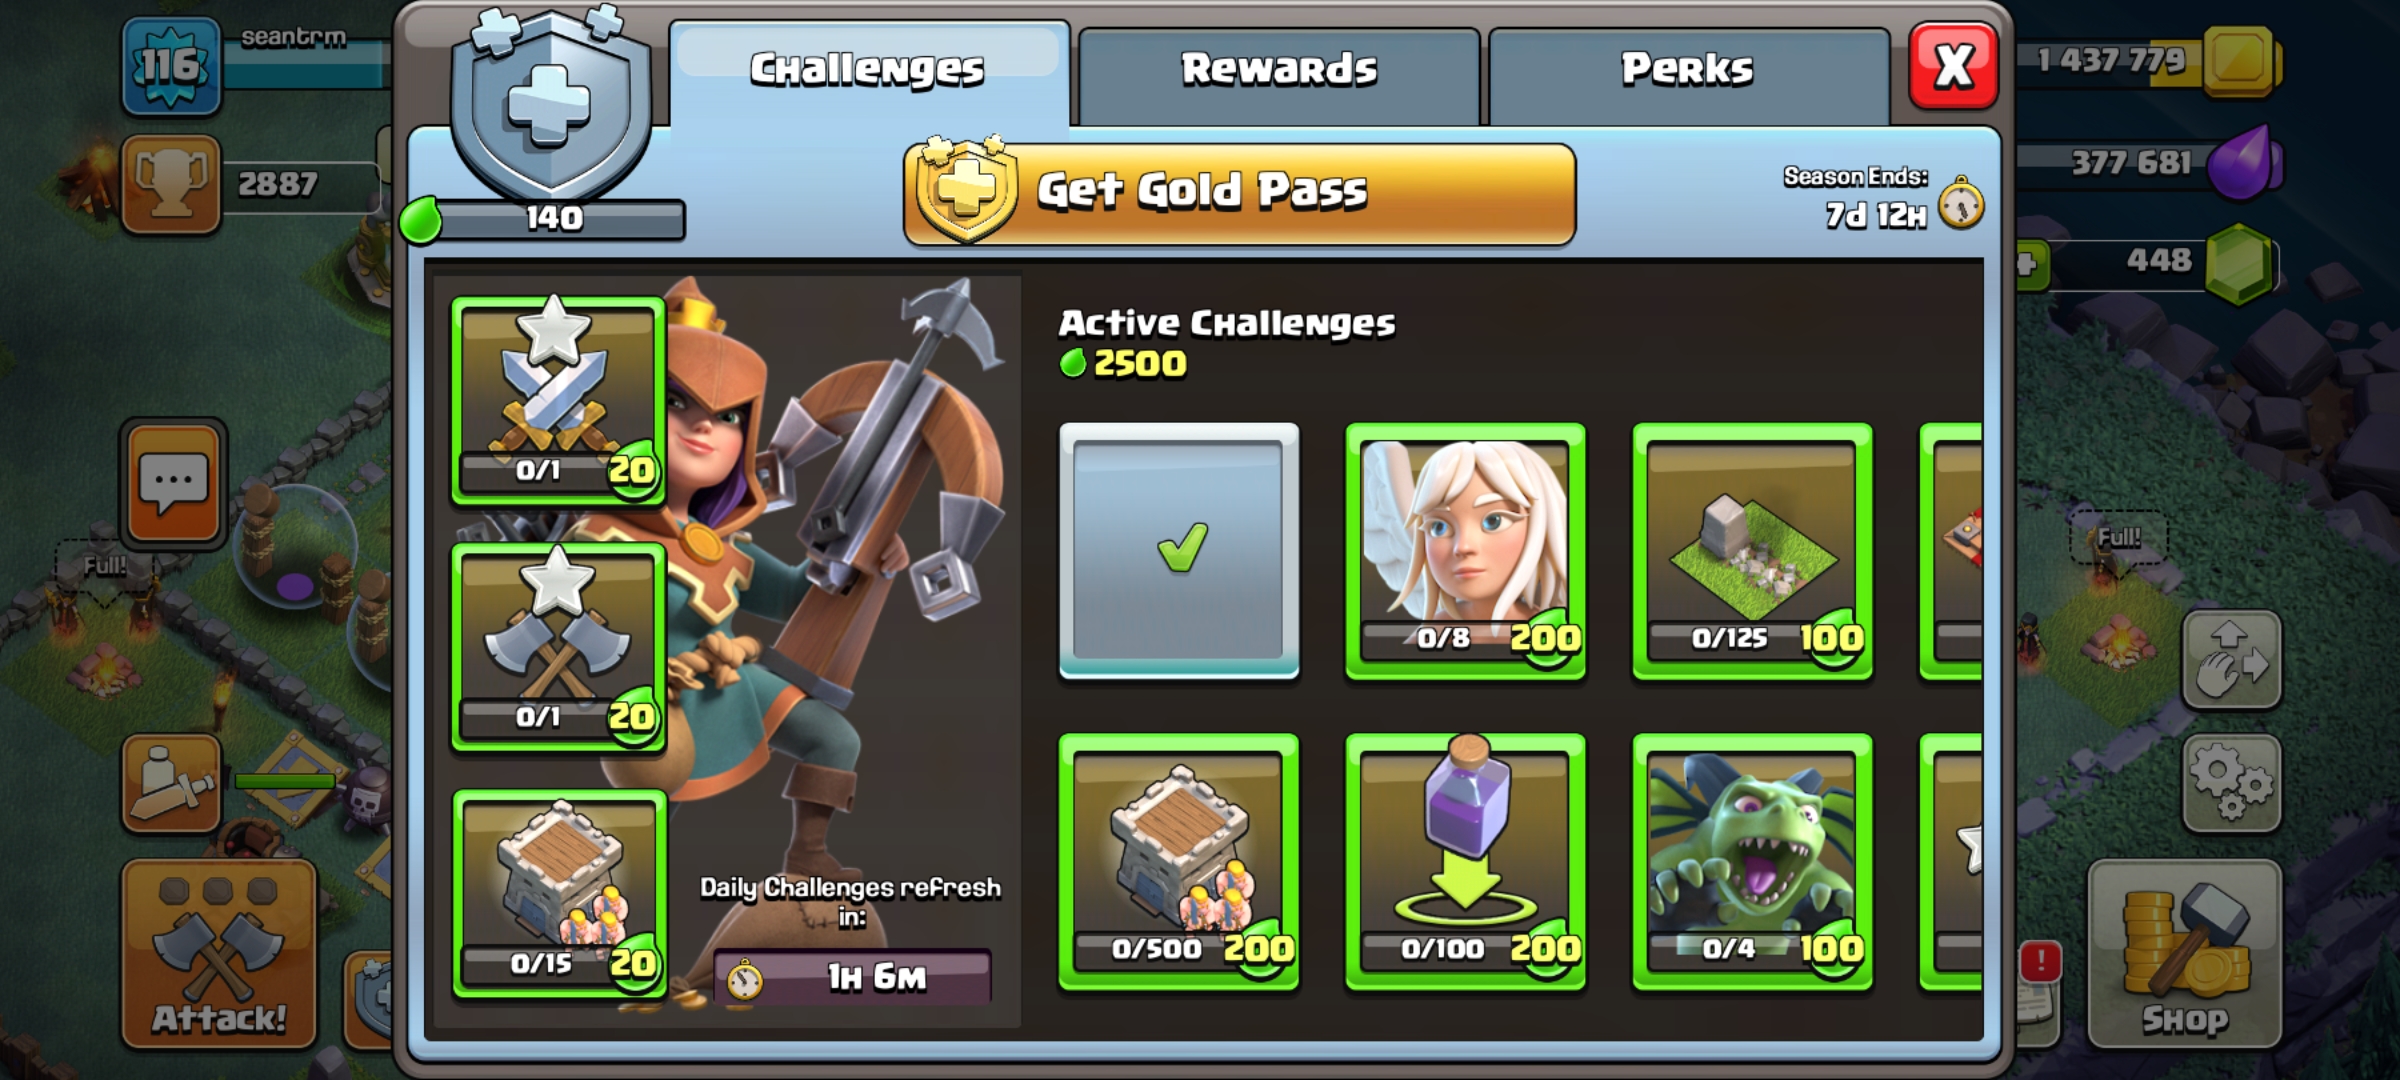 116
seantrm
2887
Challenges
Rewards
Perks
X
1 437 779
377 681
448
140
Get Gold Pass
Season Ends:
7d 12H
0/1
20
0/1
20
0/15
20
Daily Challenges refresh
in:
1H 6M
Active Challenges
2500
0/8
200
0/125
100
0/500
200
0/100
200
0/4
100
Full!
Full!
Attack!
!
Shop